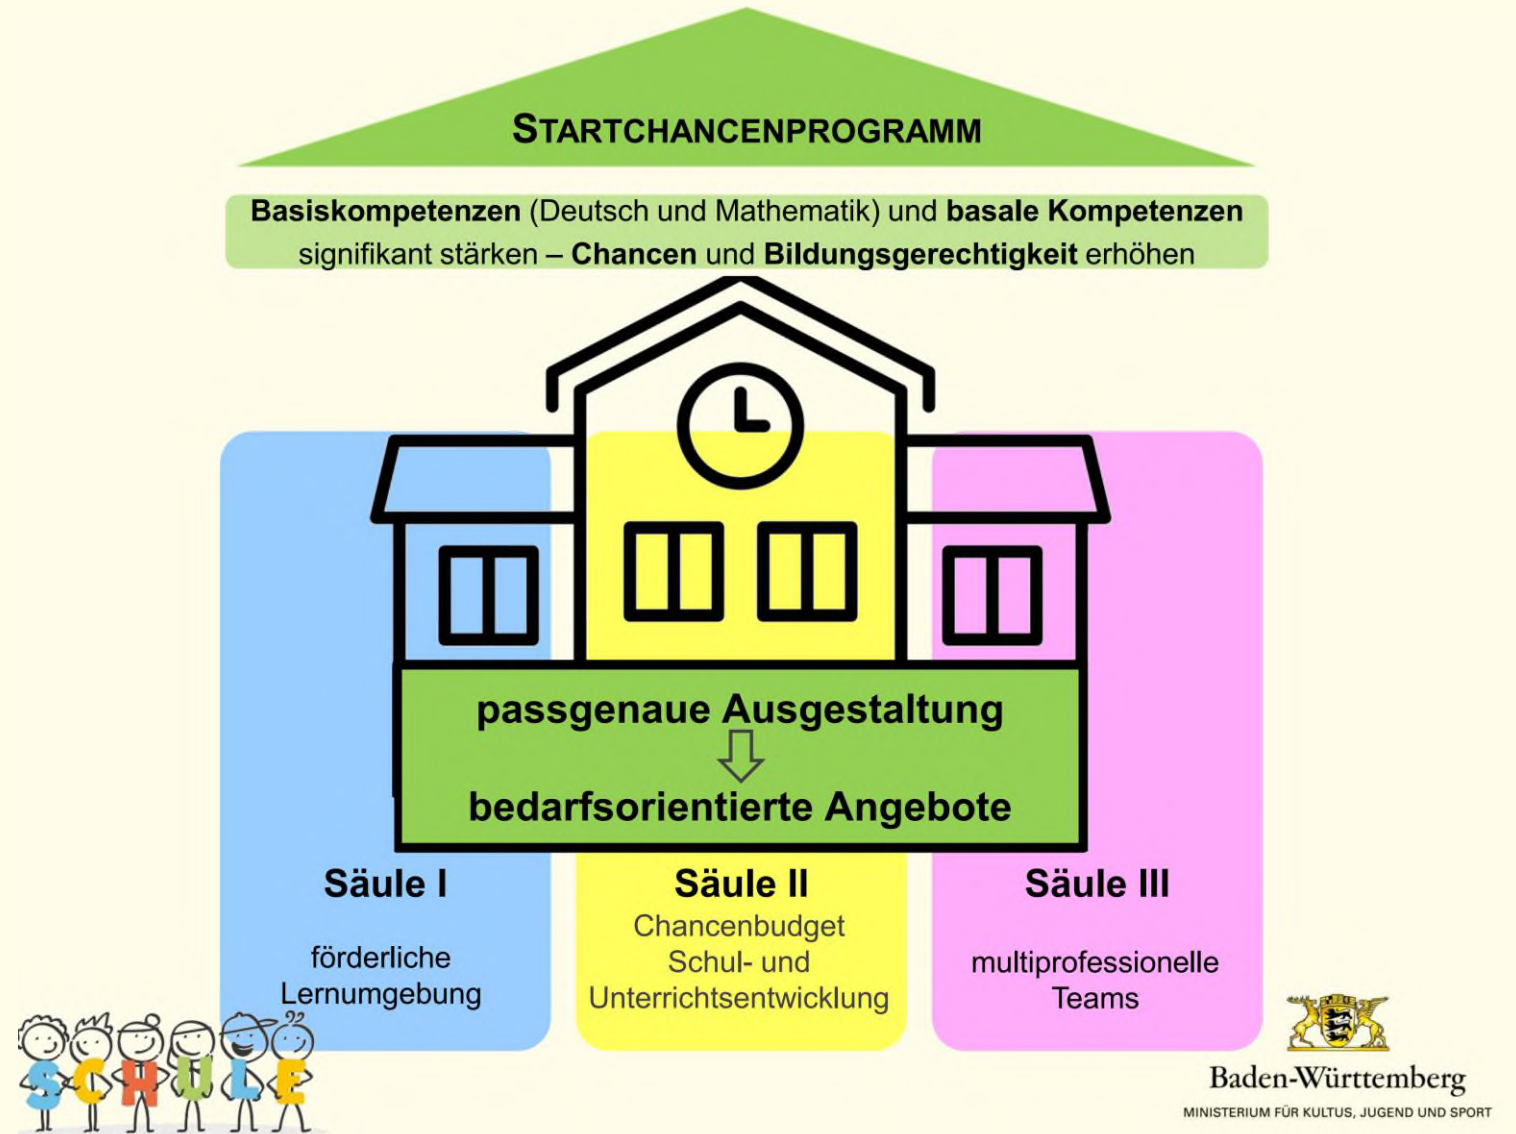 STARTCHANCENPROGRAMM
Basiskompetenzen (Deutsch und Mathematik) und basale Kompetenzen
signifikant stärken – Chancen und Bildungsgerechtigkeit erhöhen
passgenaue Ausgestaltung
bedarfsorientierte Angebote
Säule I
förderliche
Lernumgebung
Säule II
Chancenbudget
Schul- und
Unterrichtsentwicklung
Säule III
multiprofessionelle
Teams
SCHULE
Baden-Württemberg
MINISTERIUM FÜR KULTUS, JUGEND UND SPORT